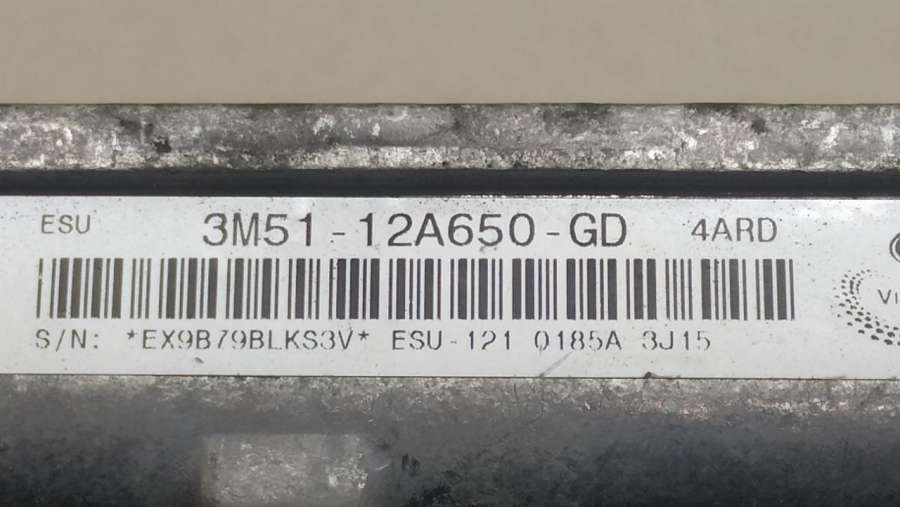 ESU 3M51-12A650-GD 4ARD
S/N: *EX9B79BLKS3V* ESU-121 0185A 3J15